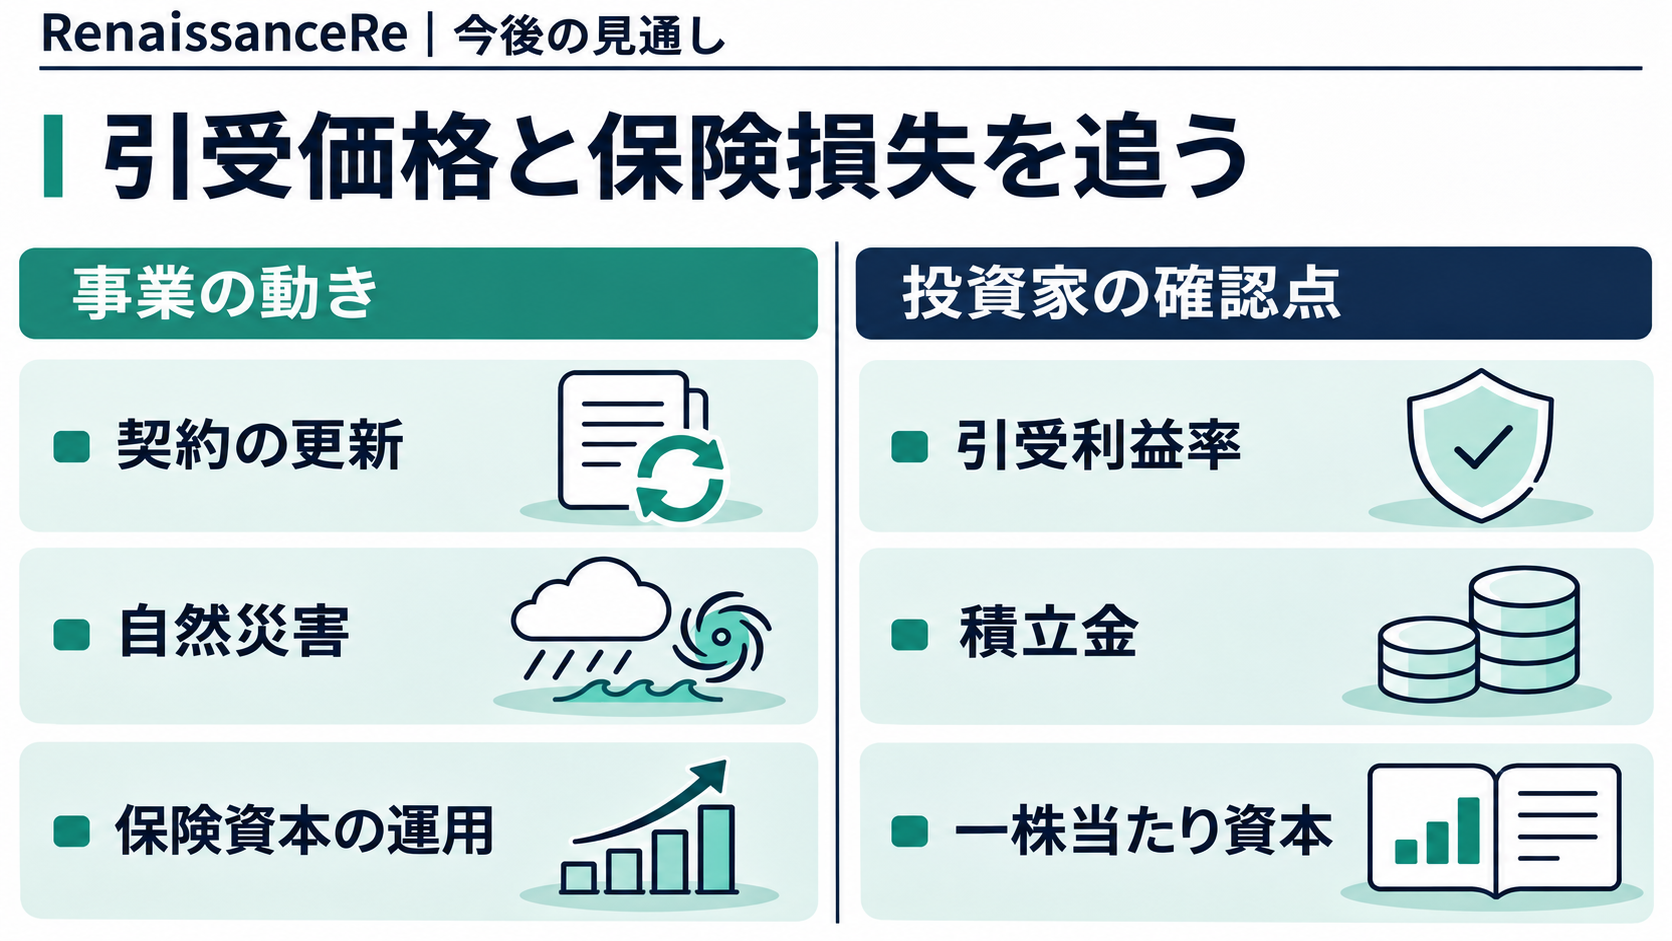 RenaissanceRe | 今後の見通し
引受価格と保険損失を追う
事業の動き
契約の更新
自然災害
保険資本の運用
投資家の確認点
引受利益率
積立金
一株当たり資本